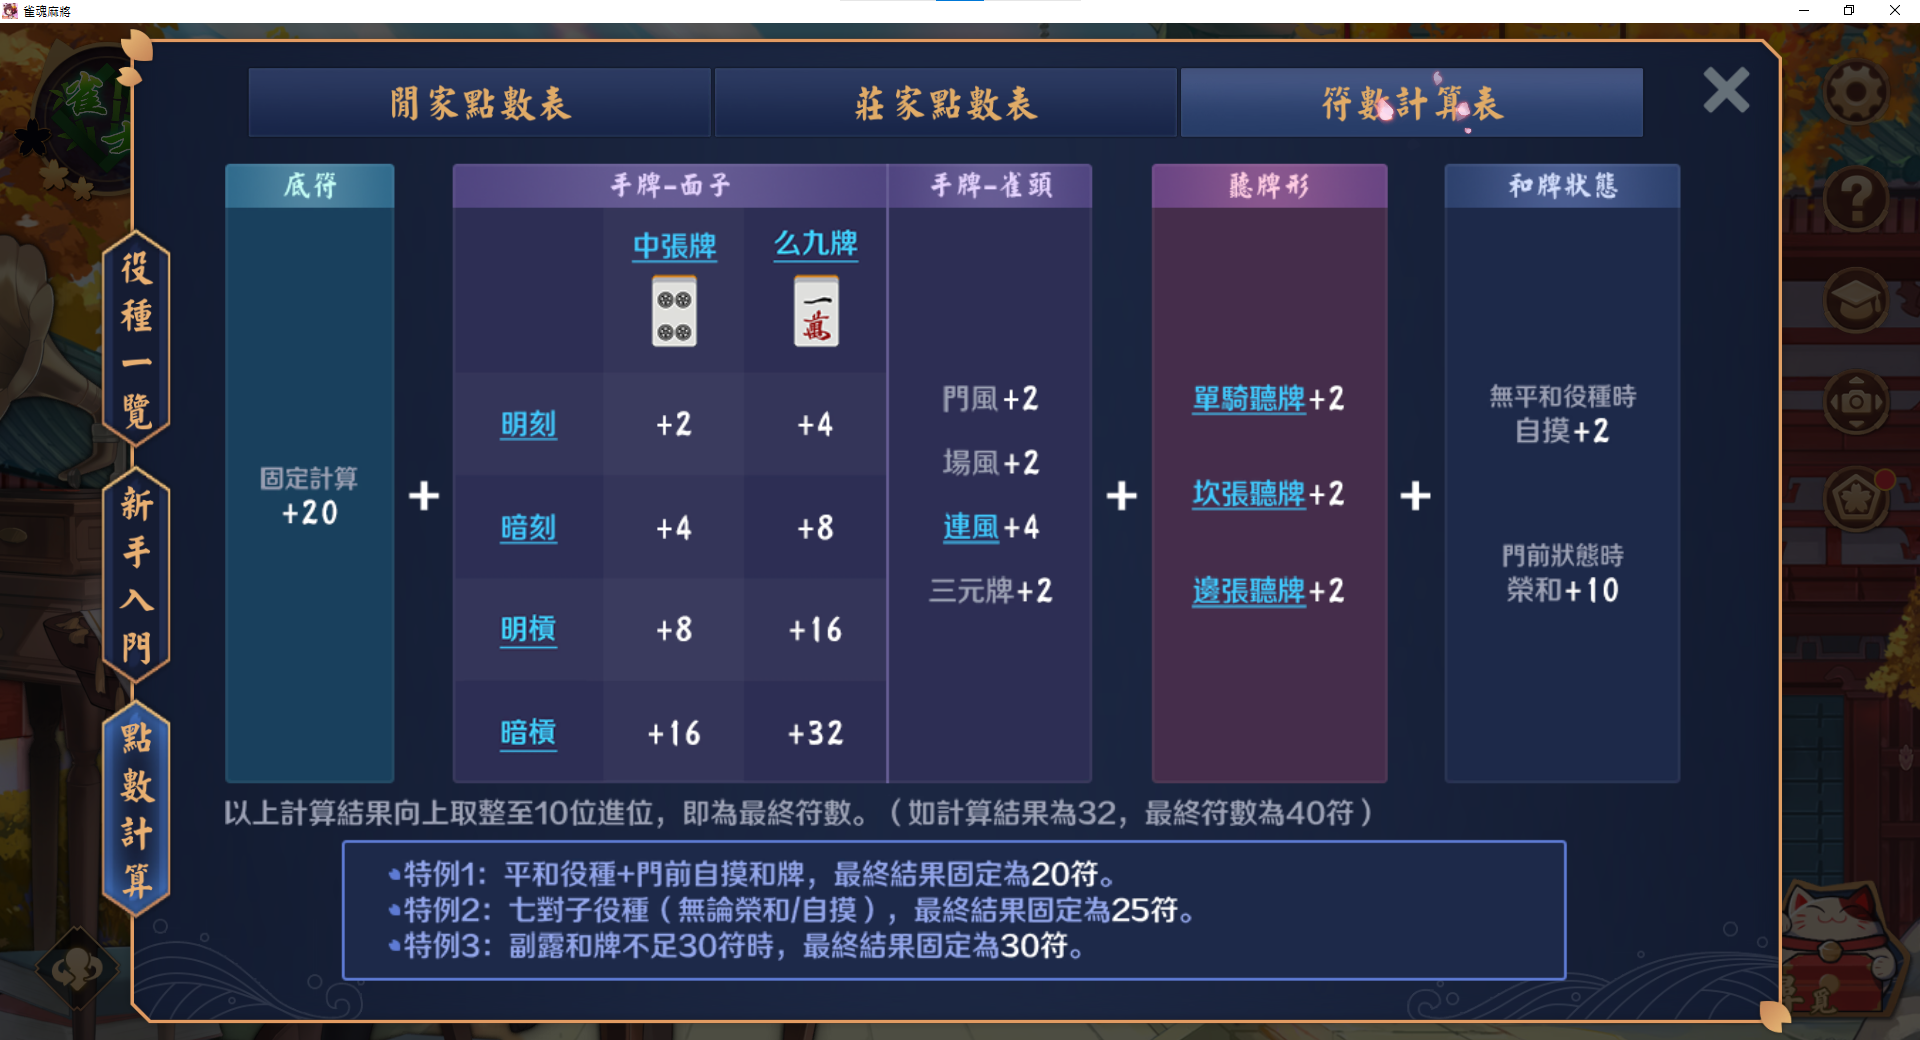 雀魂麻將
雀士
閒家點數表
莊家點數表
符數計算表
役種一覽
新手入門
點數計算
底符
固定計算
+20
+
手牌-面子
中張牌
么九牌
一萬
明刻 +2 +4
暗刻 +4 +8
明槓 +8 +16
暗槓 +16 +32
手牌-雀頭
門風+2
場風+2
連風+4
三元牌+2
+
聽牌形
單騎聽牌+2
坎張聽牌+2
邊張聽牌+2
+
和牌狀態
無平和役種時
自摸+2
門前狀態時
榮和+10
以上計算結果向上取整至10位進位，即為最終符數。（如計算結果為32，最終符數為40符）
特例1：平和役種+門前自摸和牌，最終結果固定為20符。
特例2：七對子役種（無論榮和/自摸），最終結果固定為25符。
特例3：副露和牌不足30符時，最終結果固定為30符。
?
尋覓